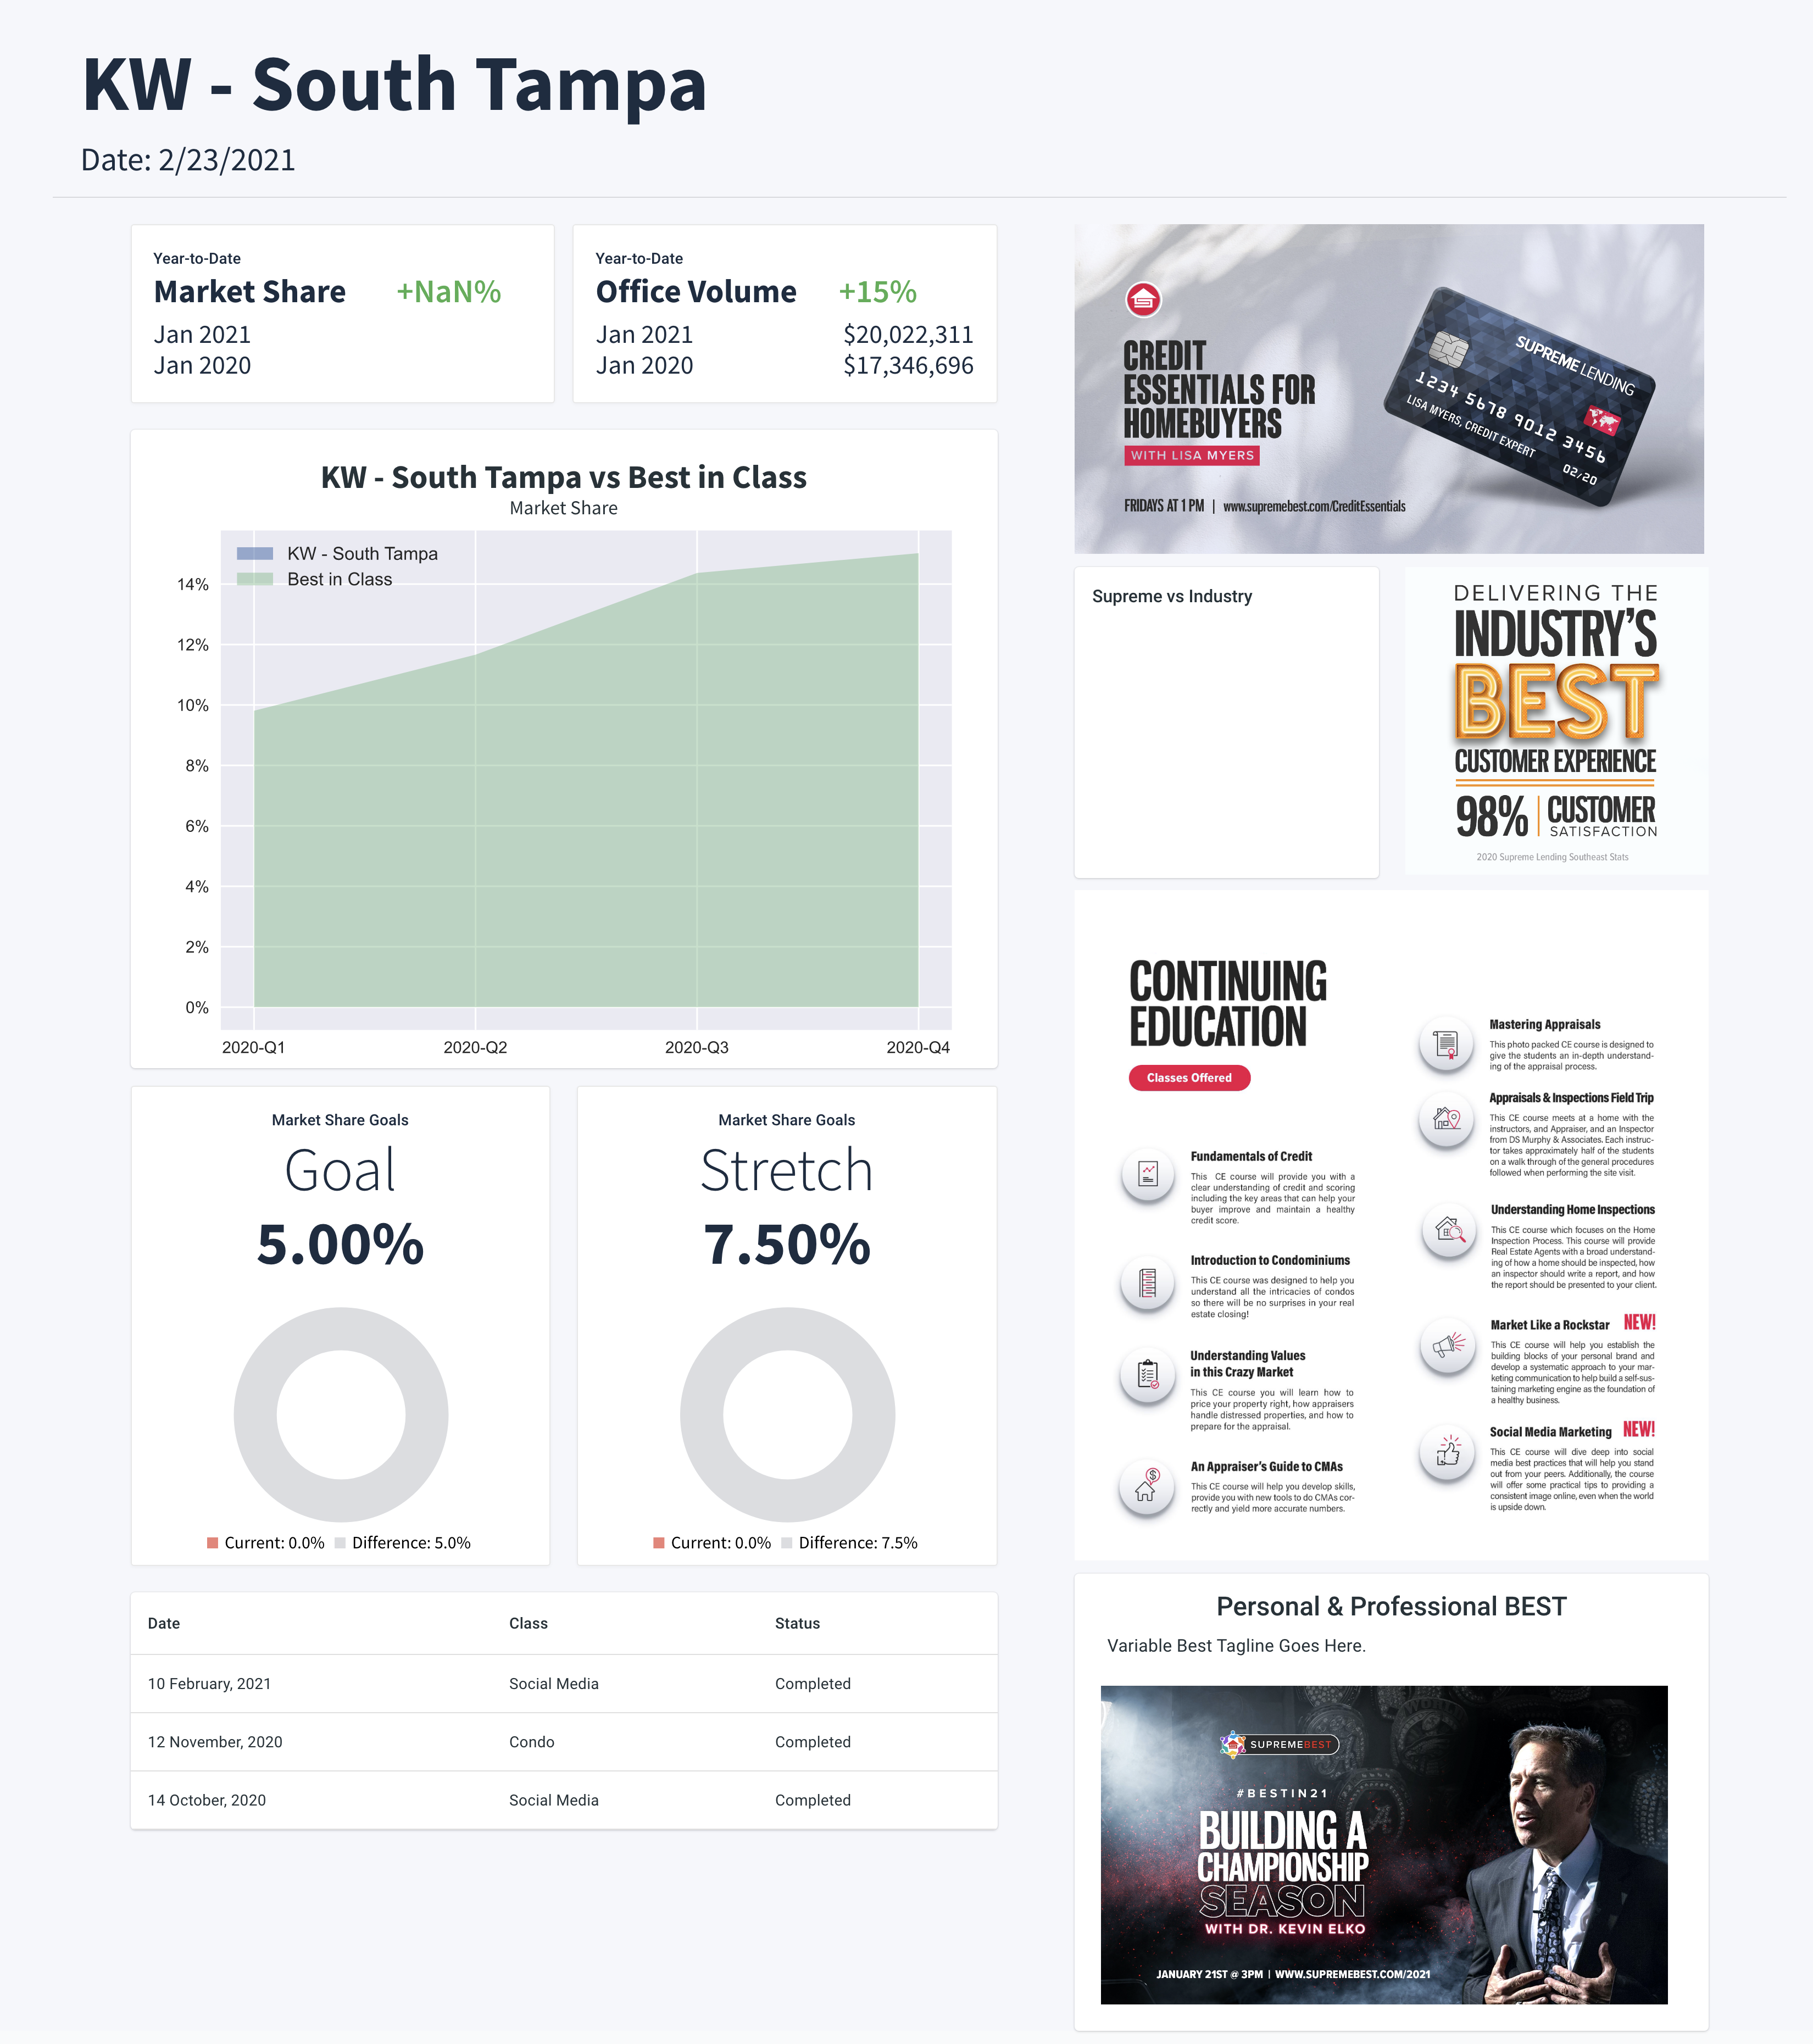 KW - South Tampa
Date: 2/23/2021
Year-to-Date
Market Share +NaN%
Jan 2021
Jan 2020
Year-to-Date
Office Volume +15%
Jan 2021 $20,022,311
Jan 2020 $17,346,696
KW - South Tampa vs Best in Class
Market Share
KW - South Tampa
Best in Class
14%
12%
10%
8%
6%
4%
2%
0%
2020-Q1 2020-Q2 2020-Q3 2020-Q4
Market Share Goals
Goal
5.00%
Current: 0.0% Difference: 5.0%
Market Share Goals
Stretch
7.50%
Current: 0.0% Difference: 7.5%
Date Class Status
10 February, 2021 Social Media Completed
12 November, 2020 Condo Completed
14 October, 2020 Social Media Completed
CREDIT
ESSENTIALS FOR
HOMEBUYERS
WITH LISA MYERS
FRIDAYS AT 1 PM | www.supremebest.com/CreditEssentials
SUPREME LENDING
1234 5678 9012 3456
LISA MYERS, CREDIT EXPERT
02/20
Supreme vs Industry
DELIVERING THE
INDUSTRY'S
BEST
CUSTOMER EXPERIENCE
98% CUSTOMER
SATISFACTION
2020 Supreme Lending Southeast Stats
CONTINUING
EDUCATION
Classes Offered
Fundamentals of Credit
This CE course will provide you with a
clear understanding of credit and scoring
including the key areas that can help your
buyer improve and maintain a healthy
credit score.
Introduction to Condominiums
This CE course was designed to help you
understand all the intricacies of condos
so there will be no surprises in your real
estate closing!
Understanding Values
in this Crazy Market
This CE course you will learn how to
price your property right, how appraisers
handle distressed properties, and how to
prepare for the appraisal.
An Appraiser's Guide to CMAs
This CE course will help you develop skills,
provide you with new tools to do CMAs cor-
rectly and yield more accurate numbers.
Mastering Appraisals
This photo packed CE course is designed to
give the students an in-depth understand-
ing of the appraisal process.
Appraisals & Inspections Field Trip
This CE course meets at a home with the
instructors, and Appraiser, and an Inspector
from DS Murphy & Associates. Each instruc-
tor takes approximately half of the students
on a walk through of the general procedures
followed when performing the site visit.
Understanding Home Inspections
This CE course which focuses on the Home
Inspection Process. This course will provide
Real Estate Agents with a broad understand-
ing of how a home should be inspected, how
an inspector should write a report, and how
the report should be presented to your client.
Market Like a Rockstar NEW!
This CE course will help you establish the
building blocks of your personal brand and
develop a systematic approach to your mar-
keting communication to help build a self-sus-
taining marketing engine as the foundation of
a healthy business.
Social Media Marketing NEW!
This CE course will dive deep into social
media best practices that will help you stand
out from your peers. Additionally, the course
will offer some practical tips to providing a
consistent image online, even when the world
is upside down.
Personal & Professional BEST
Variable Best Tagline Goes Here.
SUPREMEBEST
#BESTIN21
BUILDING A
CHAMPIONSHIP
SEASON
WITH DR. KEVIN ELKO
JANUARY 21ST @ 3PM | WWW.SUPREMEBEST.COM/2021